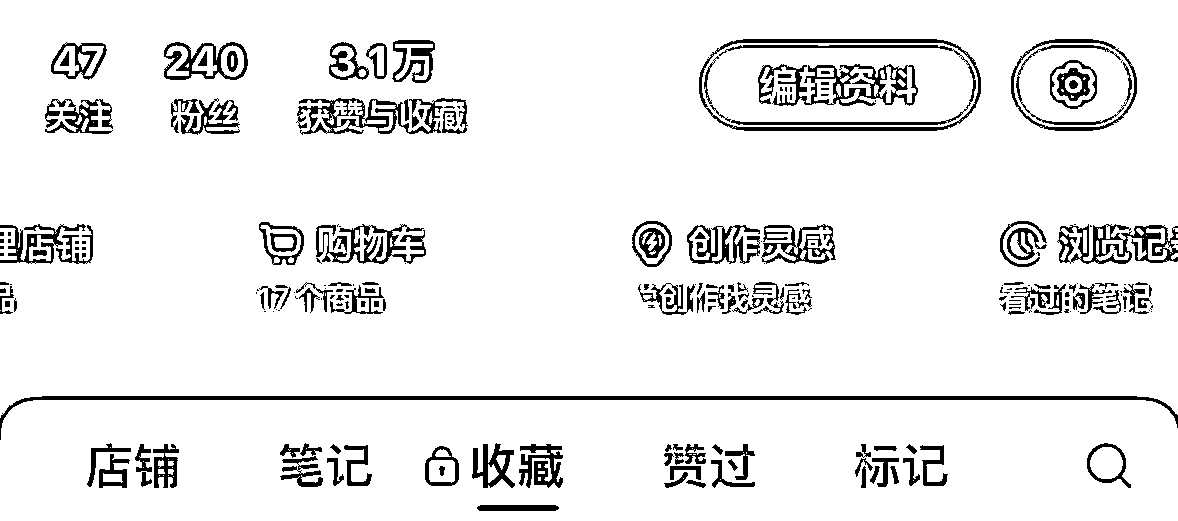 47 240 3.1万 编辑资料
关注 粉丝 获赞与收藏
店铺 购物车 创作灵感 浏览记
品 17个商品 创作找灵感 看过的笔记
店铺 笔记 收藏 赞过 标记